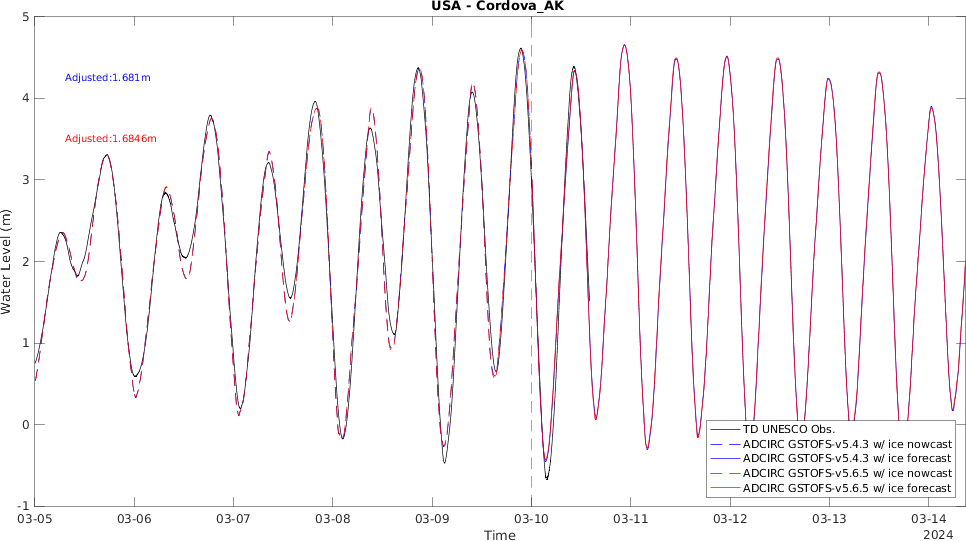 USA - Cordova_AK
5
4
3
2
1
0
-1
Water Level (m)
Adjusted:1.681m
Adjusted:1.6846m
TD UNESCO Obs.
ADCIRC GSTOFS-v5.4.3 w/ ice nowcast
ADCIRC GSTOFS-v5.4.3 w/ ice forecast
ADCIRC GSTOFS-v5.6.5 w/ ice nowcast
ADCIRC GSTOFS-v5.6.5 w/ ice forecast
03-05 03-06 03-07 03-08 03-09 03-10 03-11 03-12 03-13 03-14
Time
2024